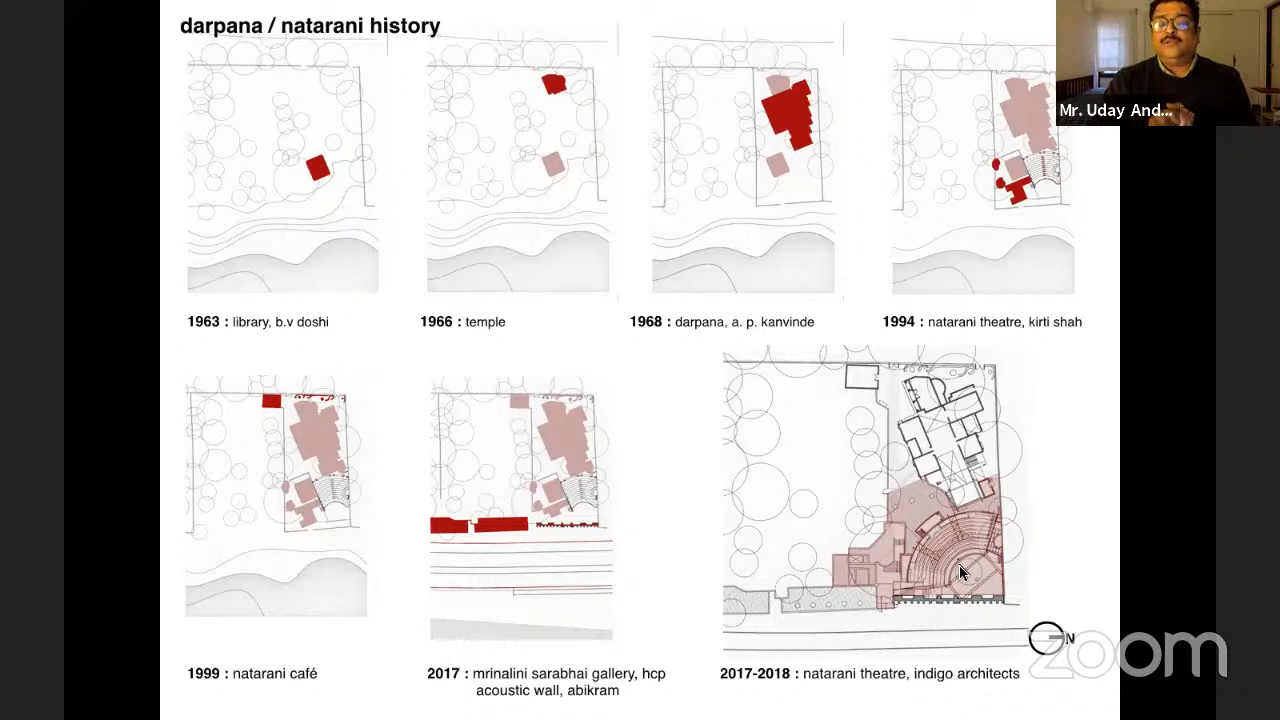 darpana / natarani history
Mr. Uday And...
1963 : library, b.v doshi
1966 : temple
1968 : darpana, a. p. kanvinde
1994 : natarani theatre, kirti shah
1999 : natarani café
2017 : mrinalini sarabhai gallery, hcp
acoustic wall, abikram
2017-2018 : natarani theatre, indigo architects
N
zoom